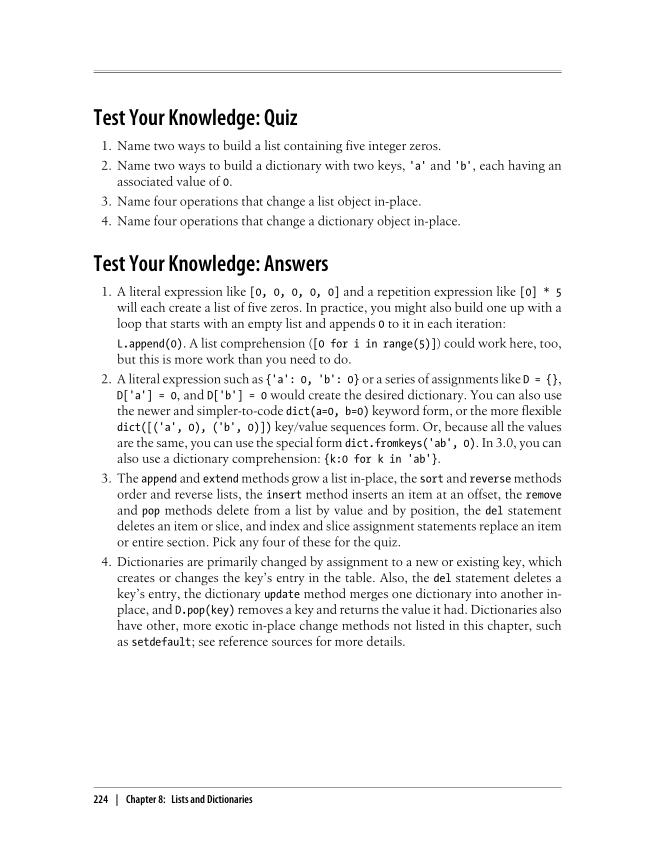 Test Your Knowledge: Quiz
1. Name two ways to build a list containing five integer zeros.
2. Name two ways to build a dictionary with two keys, 'a' and 'b', each having an
associated value of 0.
3. Name four operations that change a list object in-place.
4. Name four operations that change a dictionary object in-place.
Test Your Knowledge: Answers
1. A literal expression like [0, 0, 0, 0, 0] and a repetition expression like [0] * 5
will each create a list of five zeros. In practice, you might also build one up with a
loop that starts with an empty list and appends 0 to it in each iteration:
L.append(0). A list comprehension ([0 for i in range(5)]) could work here, too,
but this is more work than you need to do.
2. A literal expression such as {'a': 0, 'b': 0} or a series of assignments like D = {},
D['a'] = 0, and D['b'] = 0 would create the desired dictionary. You can also use
the newer and simpler-to-code dict(a=0, b=0) keyword form, or the more flexible
dict([('a', 0), ('b', 0)]) key/value sequences form. Or, because all the values
are the same, you can use the special form dict.fromkeys('ab', 0). In 3.0, you can
also use a dictionary comprehension: {k:0 for k in 'ab'}.
3. The append and extend methods grow a list in-place, the sort and reverse methods
order and reverse lists, the insert method inserts an item at an offset, the remove
and pop methods delete from a list by value and by position, the del statement
deletes an item or slice, and index and slice assignment statements replace an item
or entire section. Pick any four of these for the quiz.
4. Dictionaries are primarily changed by assignment to a new or existing key, which
creates or changes the key's entry in the table. Also, the del statement deletes a
key's entry, the dictionary update method merges one dictionary into another in-
place, and D.pop(key) removes a key and returns the value it had. Dictionaries also
have other, more exotic in-place change methods not listed in this chapter, such
as setdefault; see reference sources for more details.
224 | Chapter 8: Lists and Dictionaries